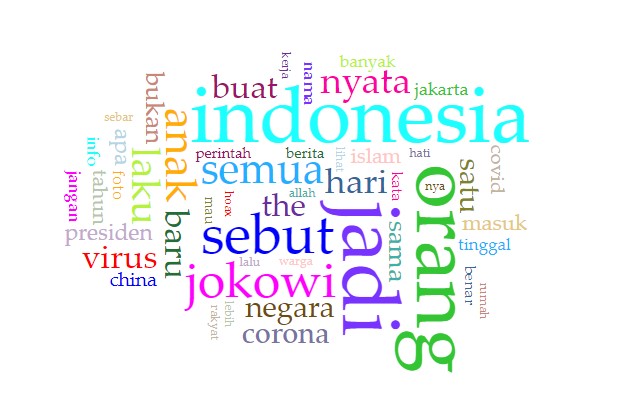 kerja
banyak
nama
bukan
buat
nyata
jakarta
indonesia
sebar
anak
info
apa
laku
perintah
berita
lihat
islam
hati
covid
semua
hari
kata
orang
nya
satu
jangan
tahun
foto
baru
mau
hoax
allah
the
jadi
sama
masuk
presiden
sebut
tinggal
virus
china
lalu
warga
jokowi
benar
rumah
negara
rakyat
lebih
corona